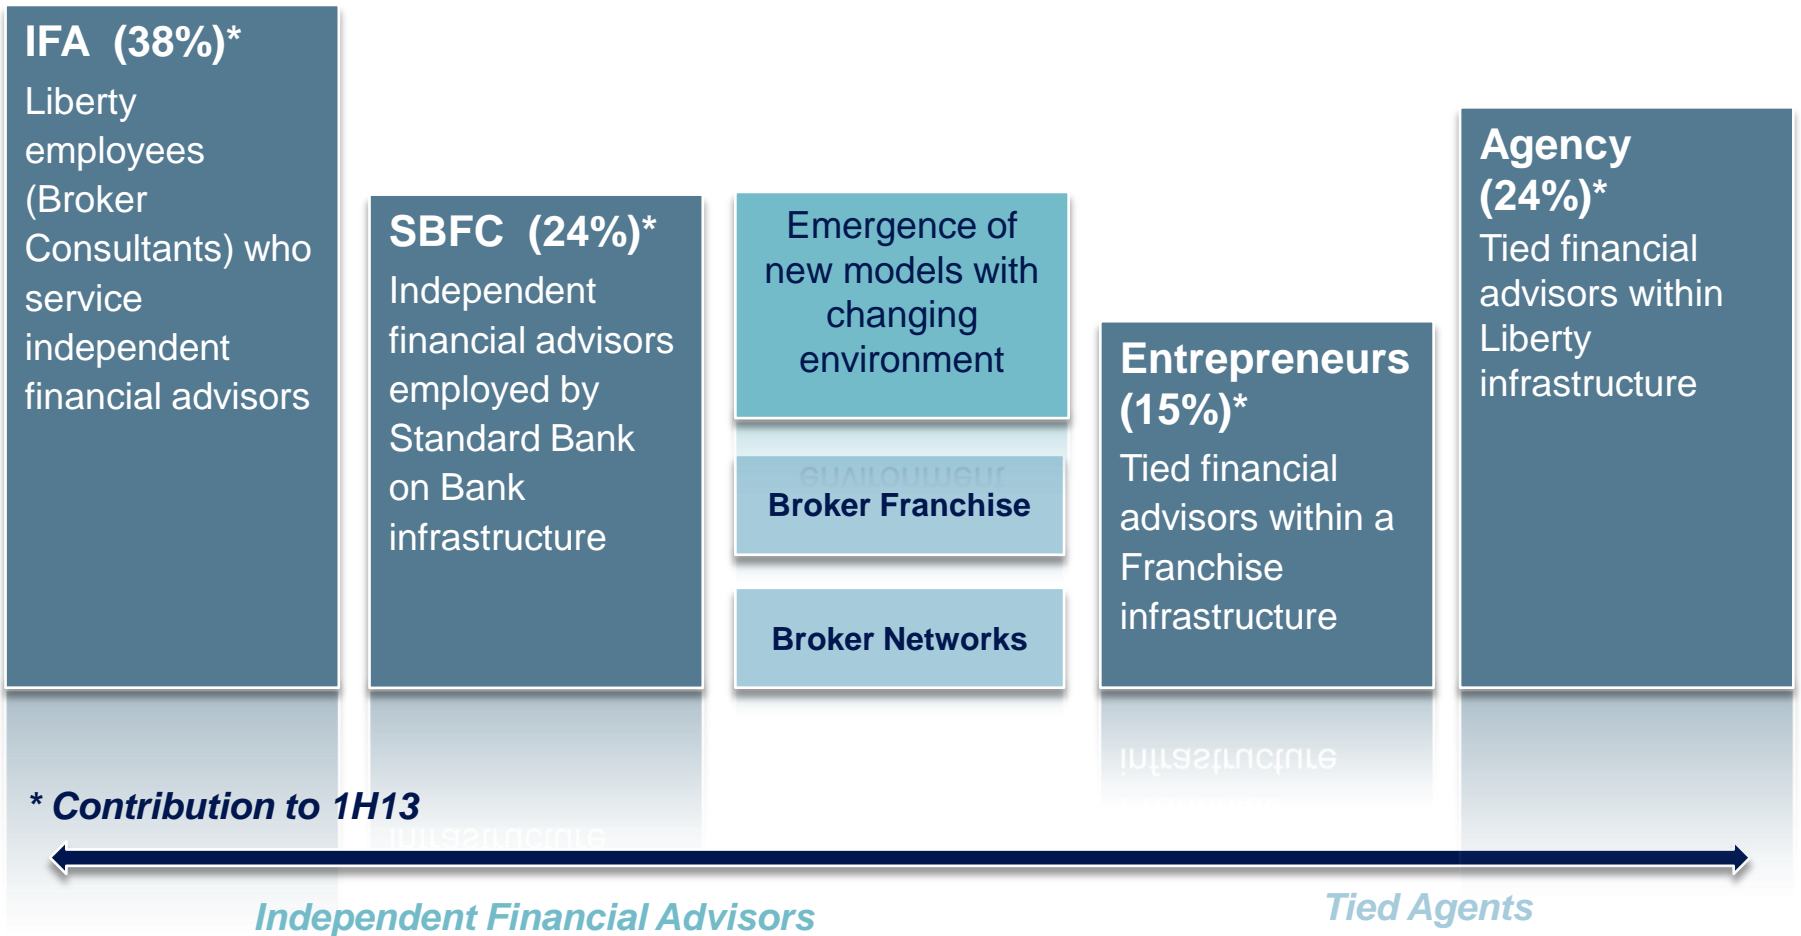 IFA (38%)*
Liberty
employees
(Broker
Consultants) who
service
independent
financial advisors
SBFC (24%)*
Independent
financial advisors
employed by
Standard Bank
on Bank
infrastructure
Emergence of
new models with
changing
environment
Broker Franchise
Broker Networks
Entrepreneurs
(15%)*
Tied financial
advisors within a
Franchise
infrastructure
Agency
(24%)*
Tied financial
advisors within
Liberty
infrastructure
* Contribution to 1H13
Independent Financial Advisors
Tied Agents